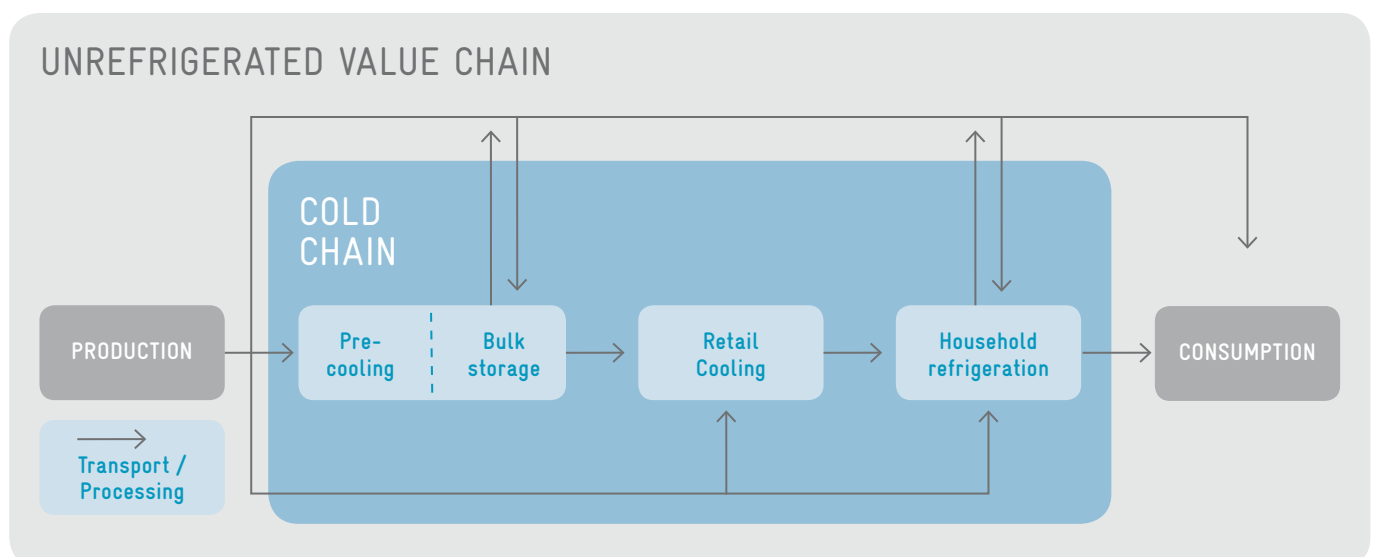 UNREFRIGERATED VALUE CHAIN
COLD
CHAIN
PRODUCTION
Pre-
cooling
Bulk
storage
Retail
Cooling
Household
refrigeration
CONSUMPTION
Transport /
Processing